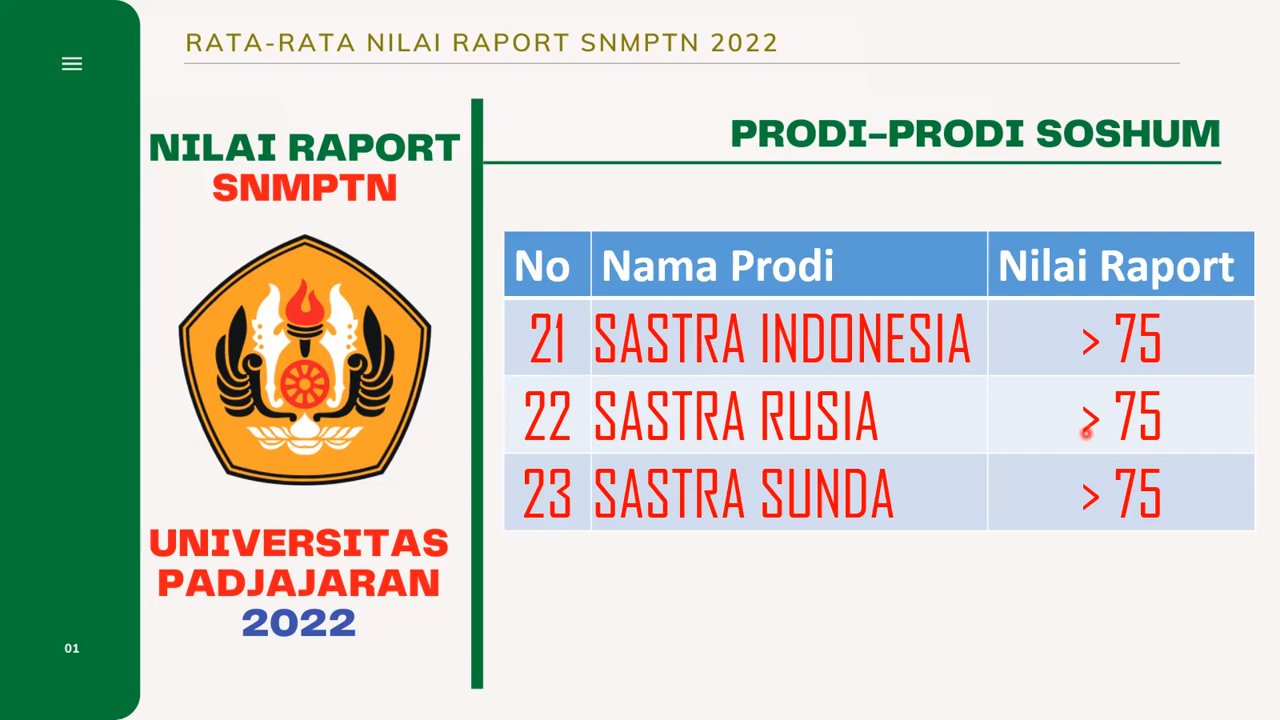 RATA-RATA NILAI RAPORT SNMPTN 2022
NILAI RAPORT
SNMPTN
UNIVERSITAS
PADJAJARAN
2022
01
PRODI-PRODI SOSHUM
No Nama Prodi Nilai Raport
21 SASTRA INDONESIA > 75
22 SASTRA RUSIA > 75
23 SASTRA SUNDA > 75